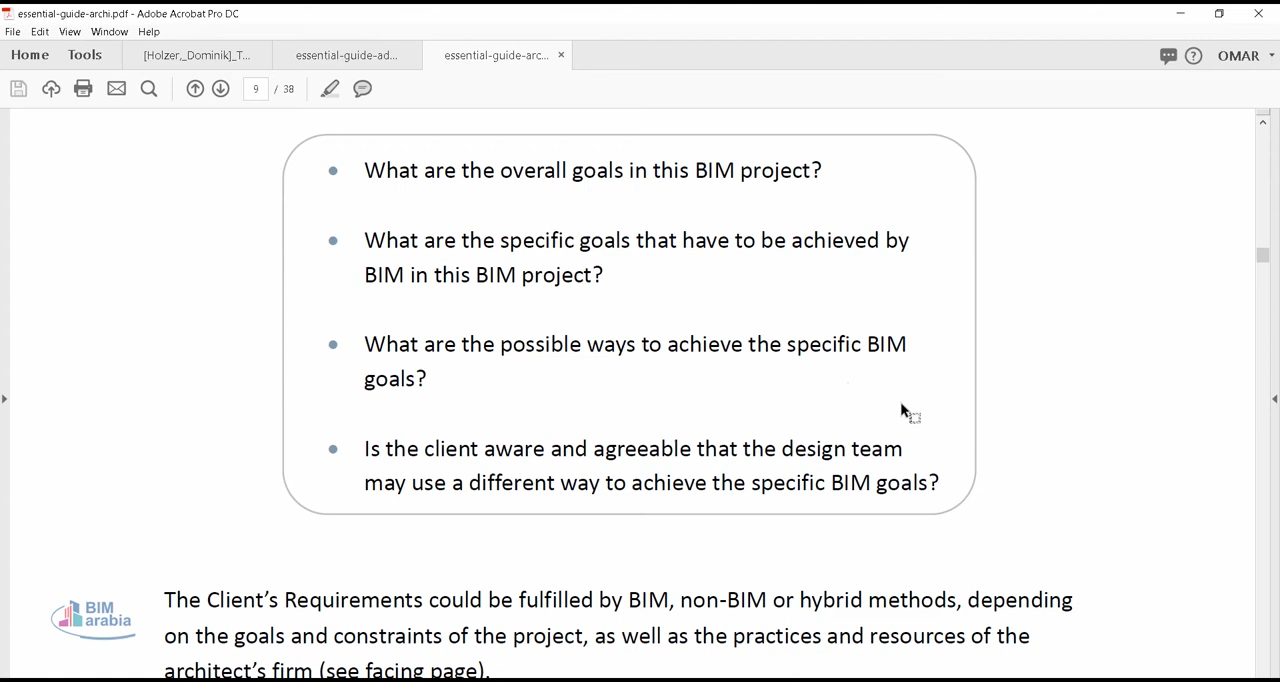 essential-guide-archi.pdf - Adobe Acrobat Pro DC
File Edit View Window Help
Home Tools [Holzer,_Dominik]_T... essential-guide-ad... essential-guide-arc... × OMAR
9 / 38
• What are the overall goals in this BIM project?
• What are the specific goals that have to be achieved by
BIM in this BIM project?
• What are the possible ways to achieve the specific BIM
goals?
• Is the client aware and agreeable that the design team
may use a different way to achieve the specific BIM goals?
BIM
arabia
The Client’s Requirements could be fulfilled by BIM, non-BIM or hybrid methods, depending
on the goals and constraints of the project, as well as the practices and resources of the
architect’s firm (see facing page).